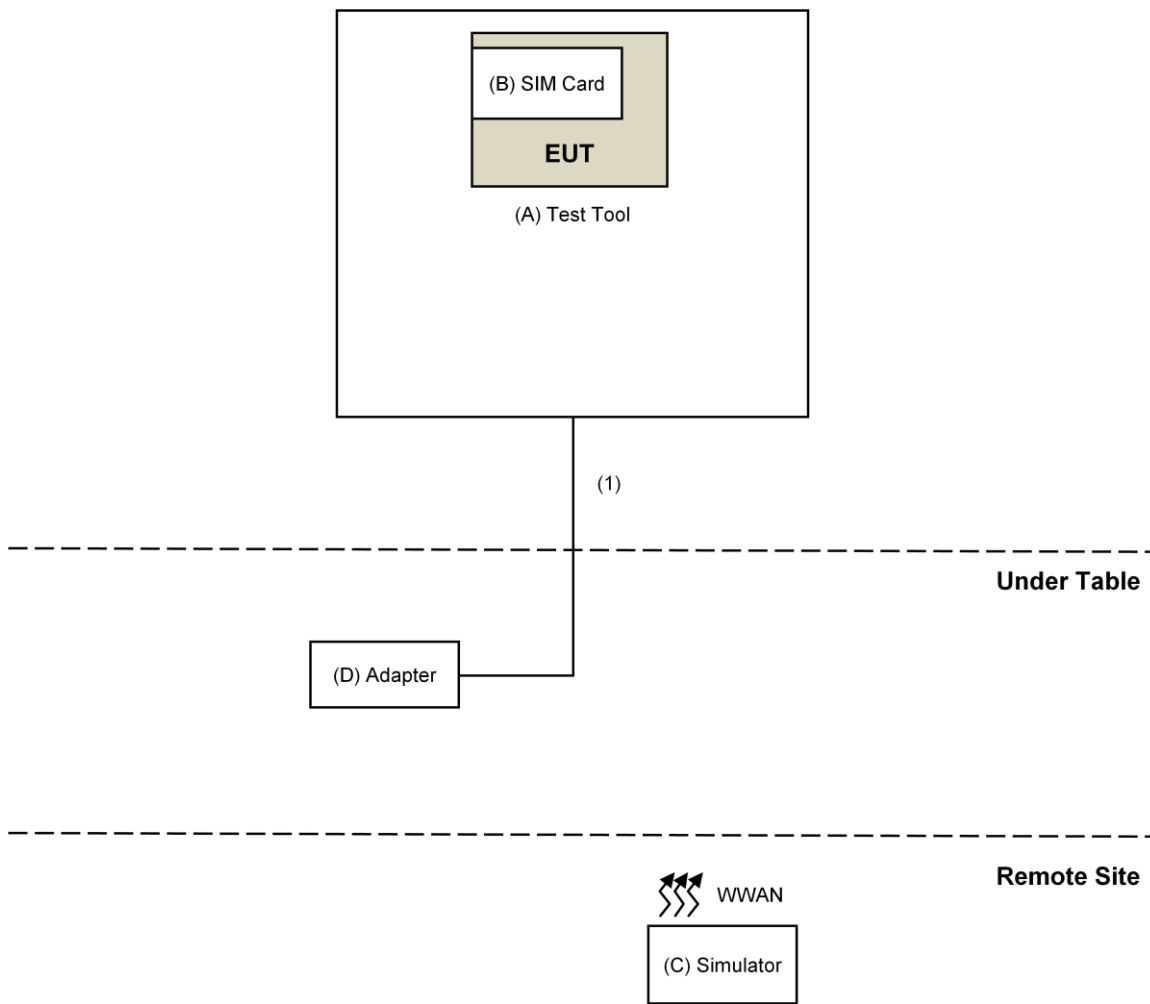 (B) SIM Card
EUT
(A) Test Tool
(1)
Under Table
(D) Adapter
Remote Site
WWAN
(C) Simulator